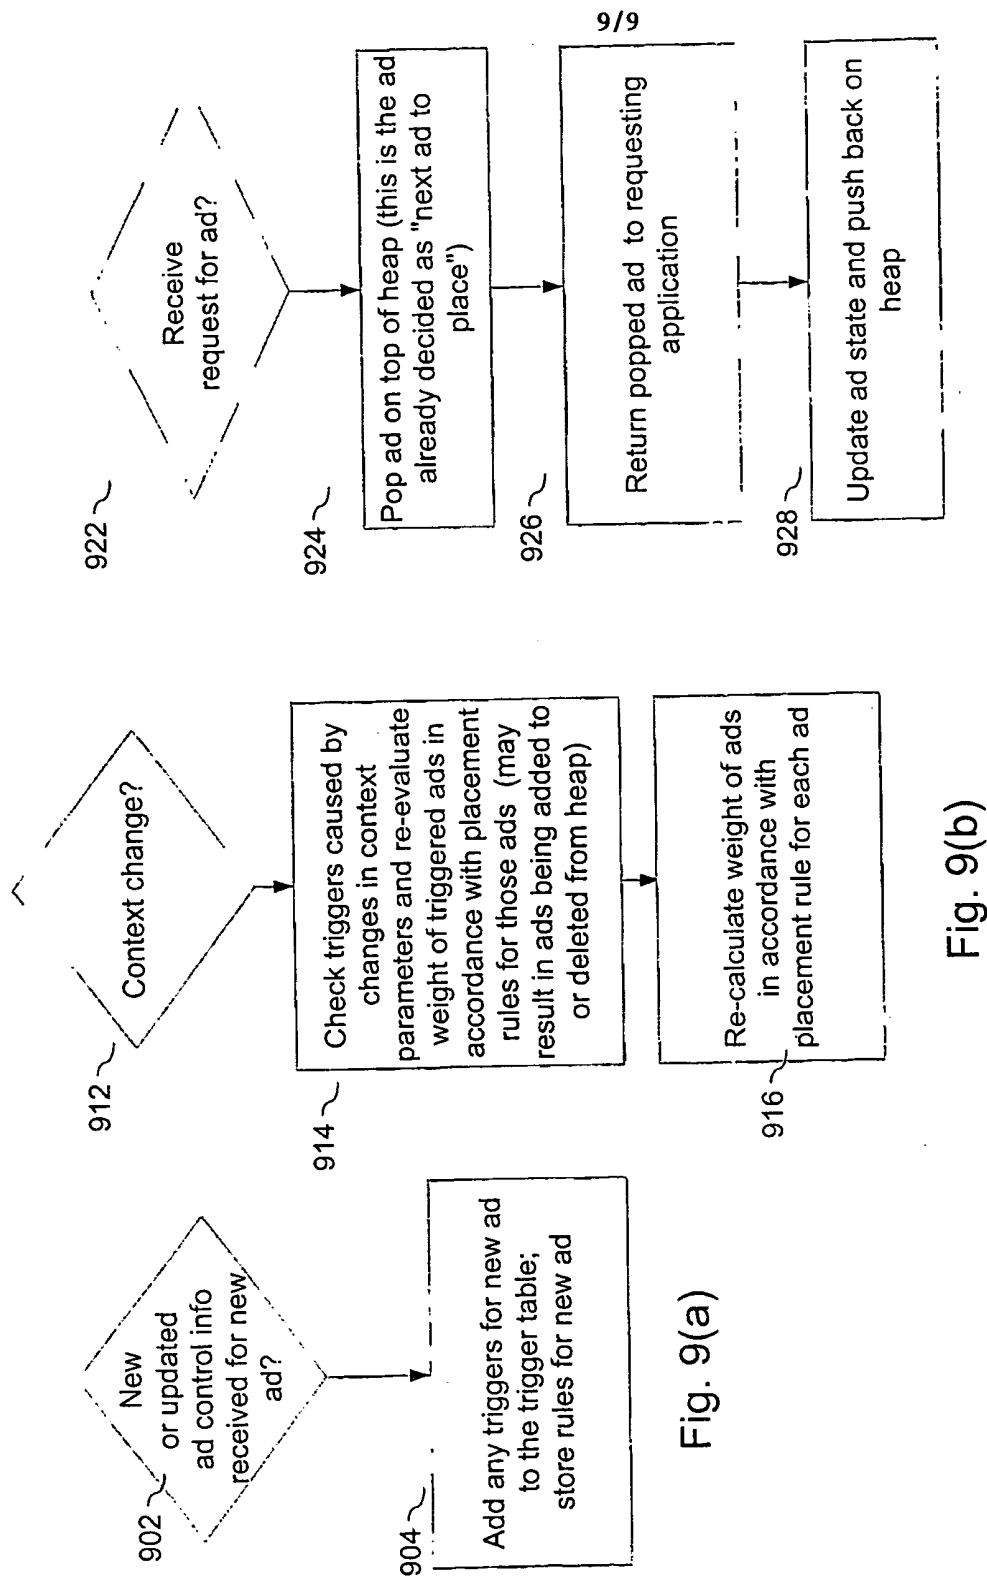 9/9
902
New
or updated
ad control info
received for new
ad?
904
Add any triggers for new ad
to the trigger table;
store rules for new ad
Fig. 9(a)
912
Context change?
914
Check triggers caused by
changes in context
parameters and re-evaluate
weight of triggered ads in
accordance with placement
rules for those ads (may
result in ads being added to
or deleted from heap)
Re-calculate weight of ads
in accordance with
placement rule for each ad
916
Fig. 9(b)
922
Receive
request for ad?
924
Pop ad on top of heap (this is the ad
already decided as "next ad to
place")
926
Return popped ad to requesting
application
928
Update ad state and push back on
heap